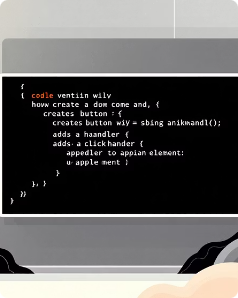 {
{ codle ventiin wily
how create a dom come and, {
creates button : {
creates button wiy = sbing anikwandl();
adds a haandler {
adds a click hander {
appedler to appian element:
u· apple ment )
}
}, }
})
}